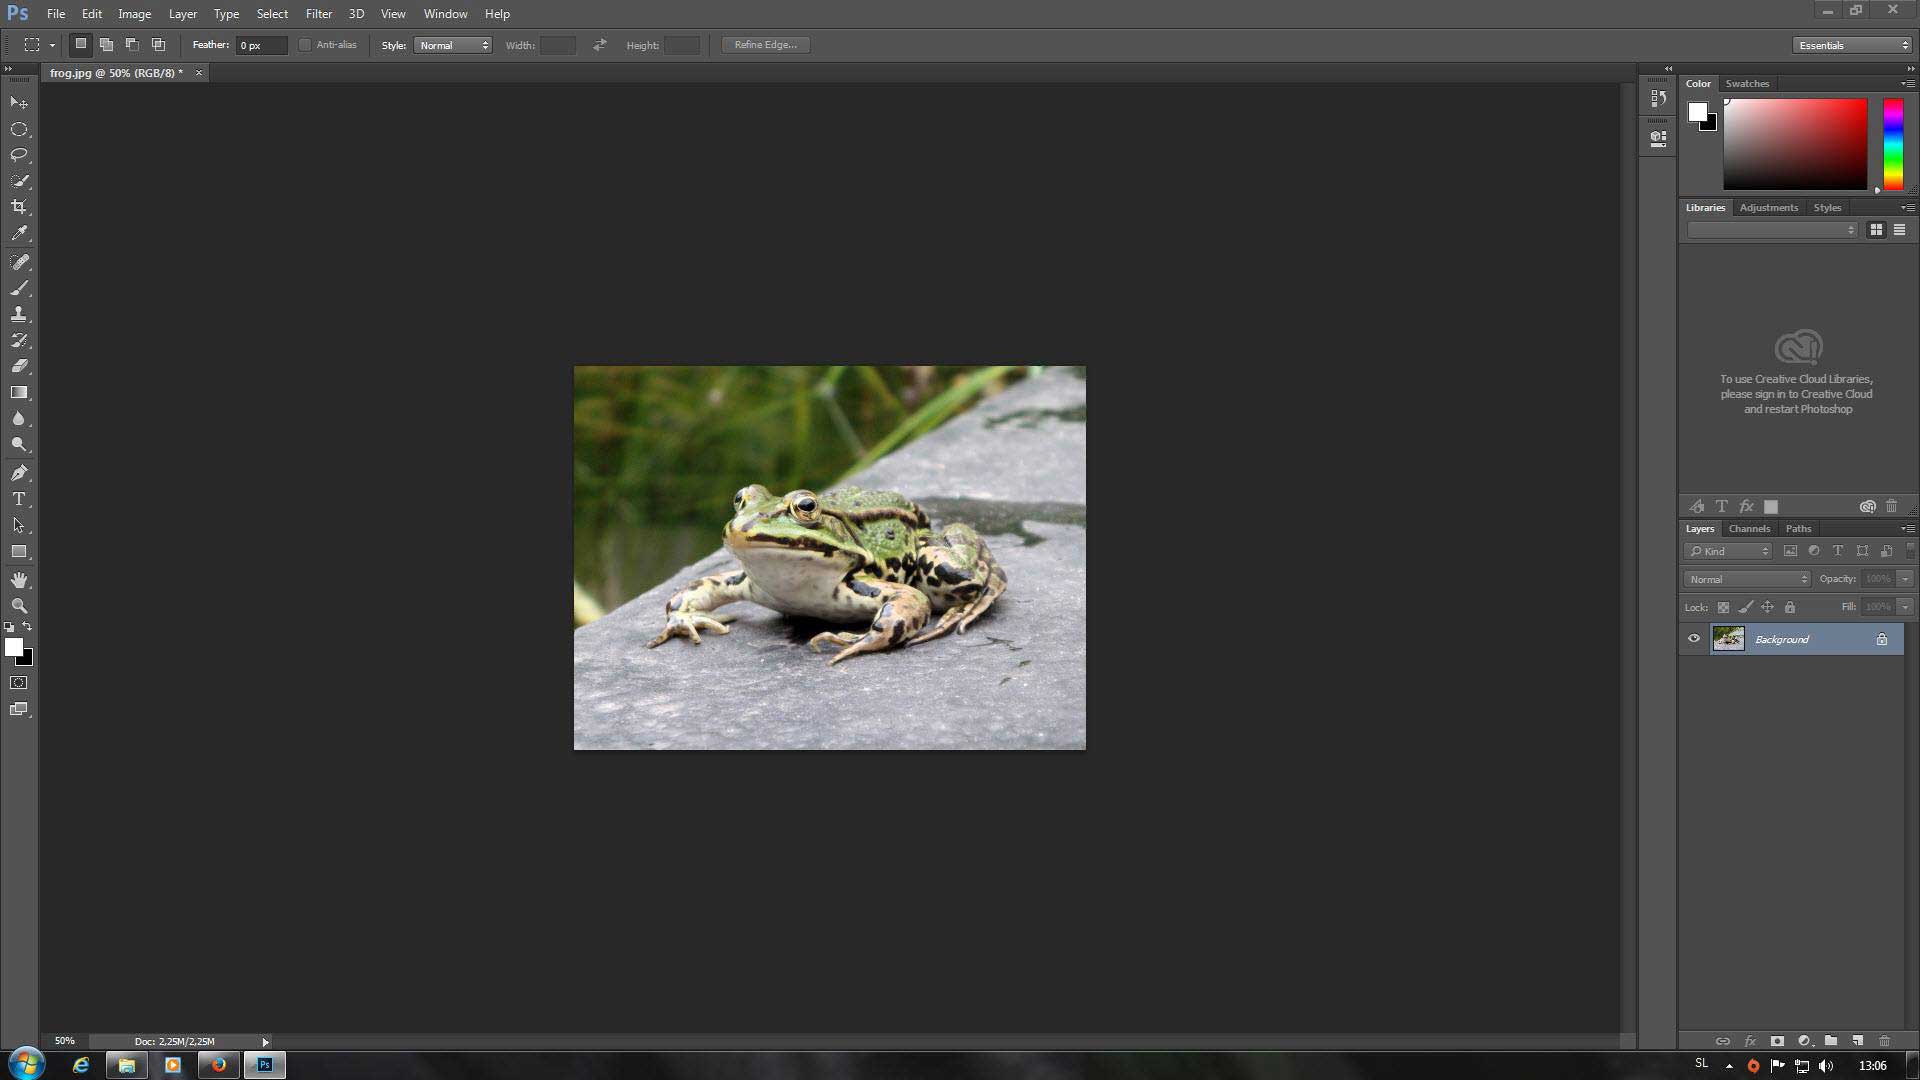 Ps File Edit Image Layer Type Select Filter 3D View Window Help
Feather: 0 px Anti-alias Style: Normal Width: Height: Refine Edge... Essentials
frog.jpg @ 50% (RGB/8) * ×
Color Swatches
Libraries Adjustments Styles
To use Creative Cloud Libraries,
please sign in to Creative Cloud
and restart Photoshop
T fx
Layers Channels Paths
Kind T
Normal Opacity: 100%
Lock: Fill: 100%
Background
T
50% Doc: 2,25M/2,25M
fx
Ps SL 13:06